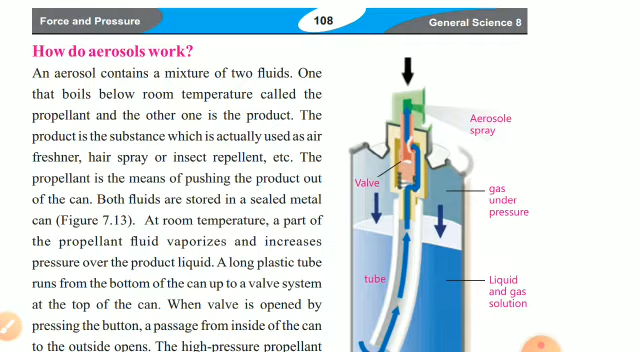 Force and Pressure
108
General Science 8
How do aerosols work?
An aerosol contains a mixture of two fluids. One
that boils below room temperature called the
propellant and the other one is the product. The
product is the substance which is actually used as air
freshner, hair spray or insect repellent, etc. The
propellant is the means of pushing the product out
of the can. Both fluids are stored in a sealed metal
can (Figure 7.13). At room temperature, a part of
the propellant fluid vaporizes and increases
pressure over the product liquid. A long plastic tube
runs from the bottom of the can up to a valve system
at the top of the can. When valve is opened by
pressing the button, a passage from inside of the can
to the outside opens. The high-pressure propellant
Aerosole
spray
Valve
gas
under
pressure
tube
Liquid
and gas
solution